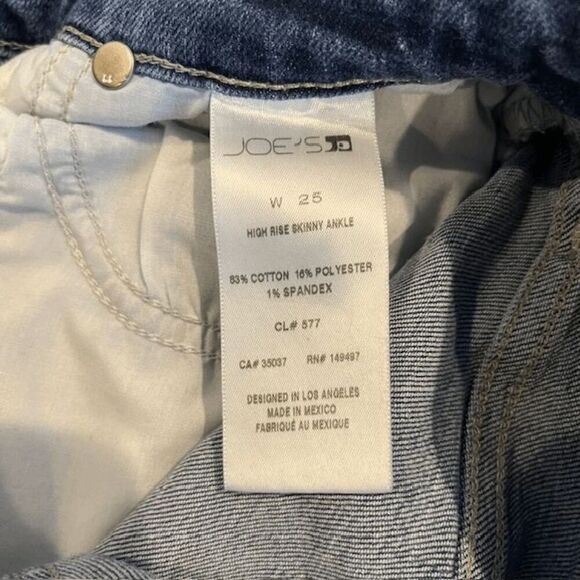 JOE'S
W 25
HIGH RISE SKINNY ANKLE
83% COTTON 16% POLYESTER
1% SPANDEX
CL# 577
CA# 35037 RN# 149497
DESIGNED IN LOS ANGELES
MADE IN MEXICO
FABRIQUÉ AU MEXIQUE